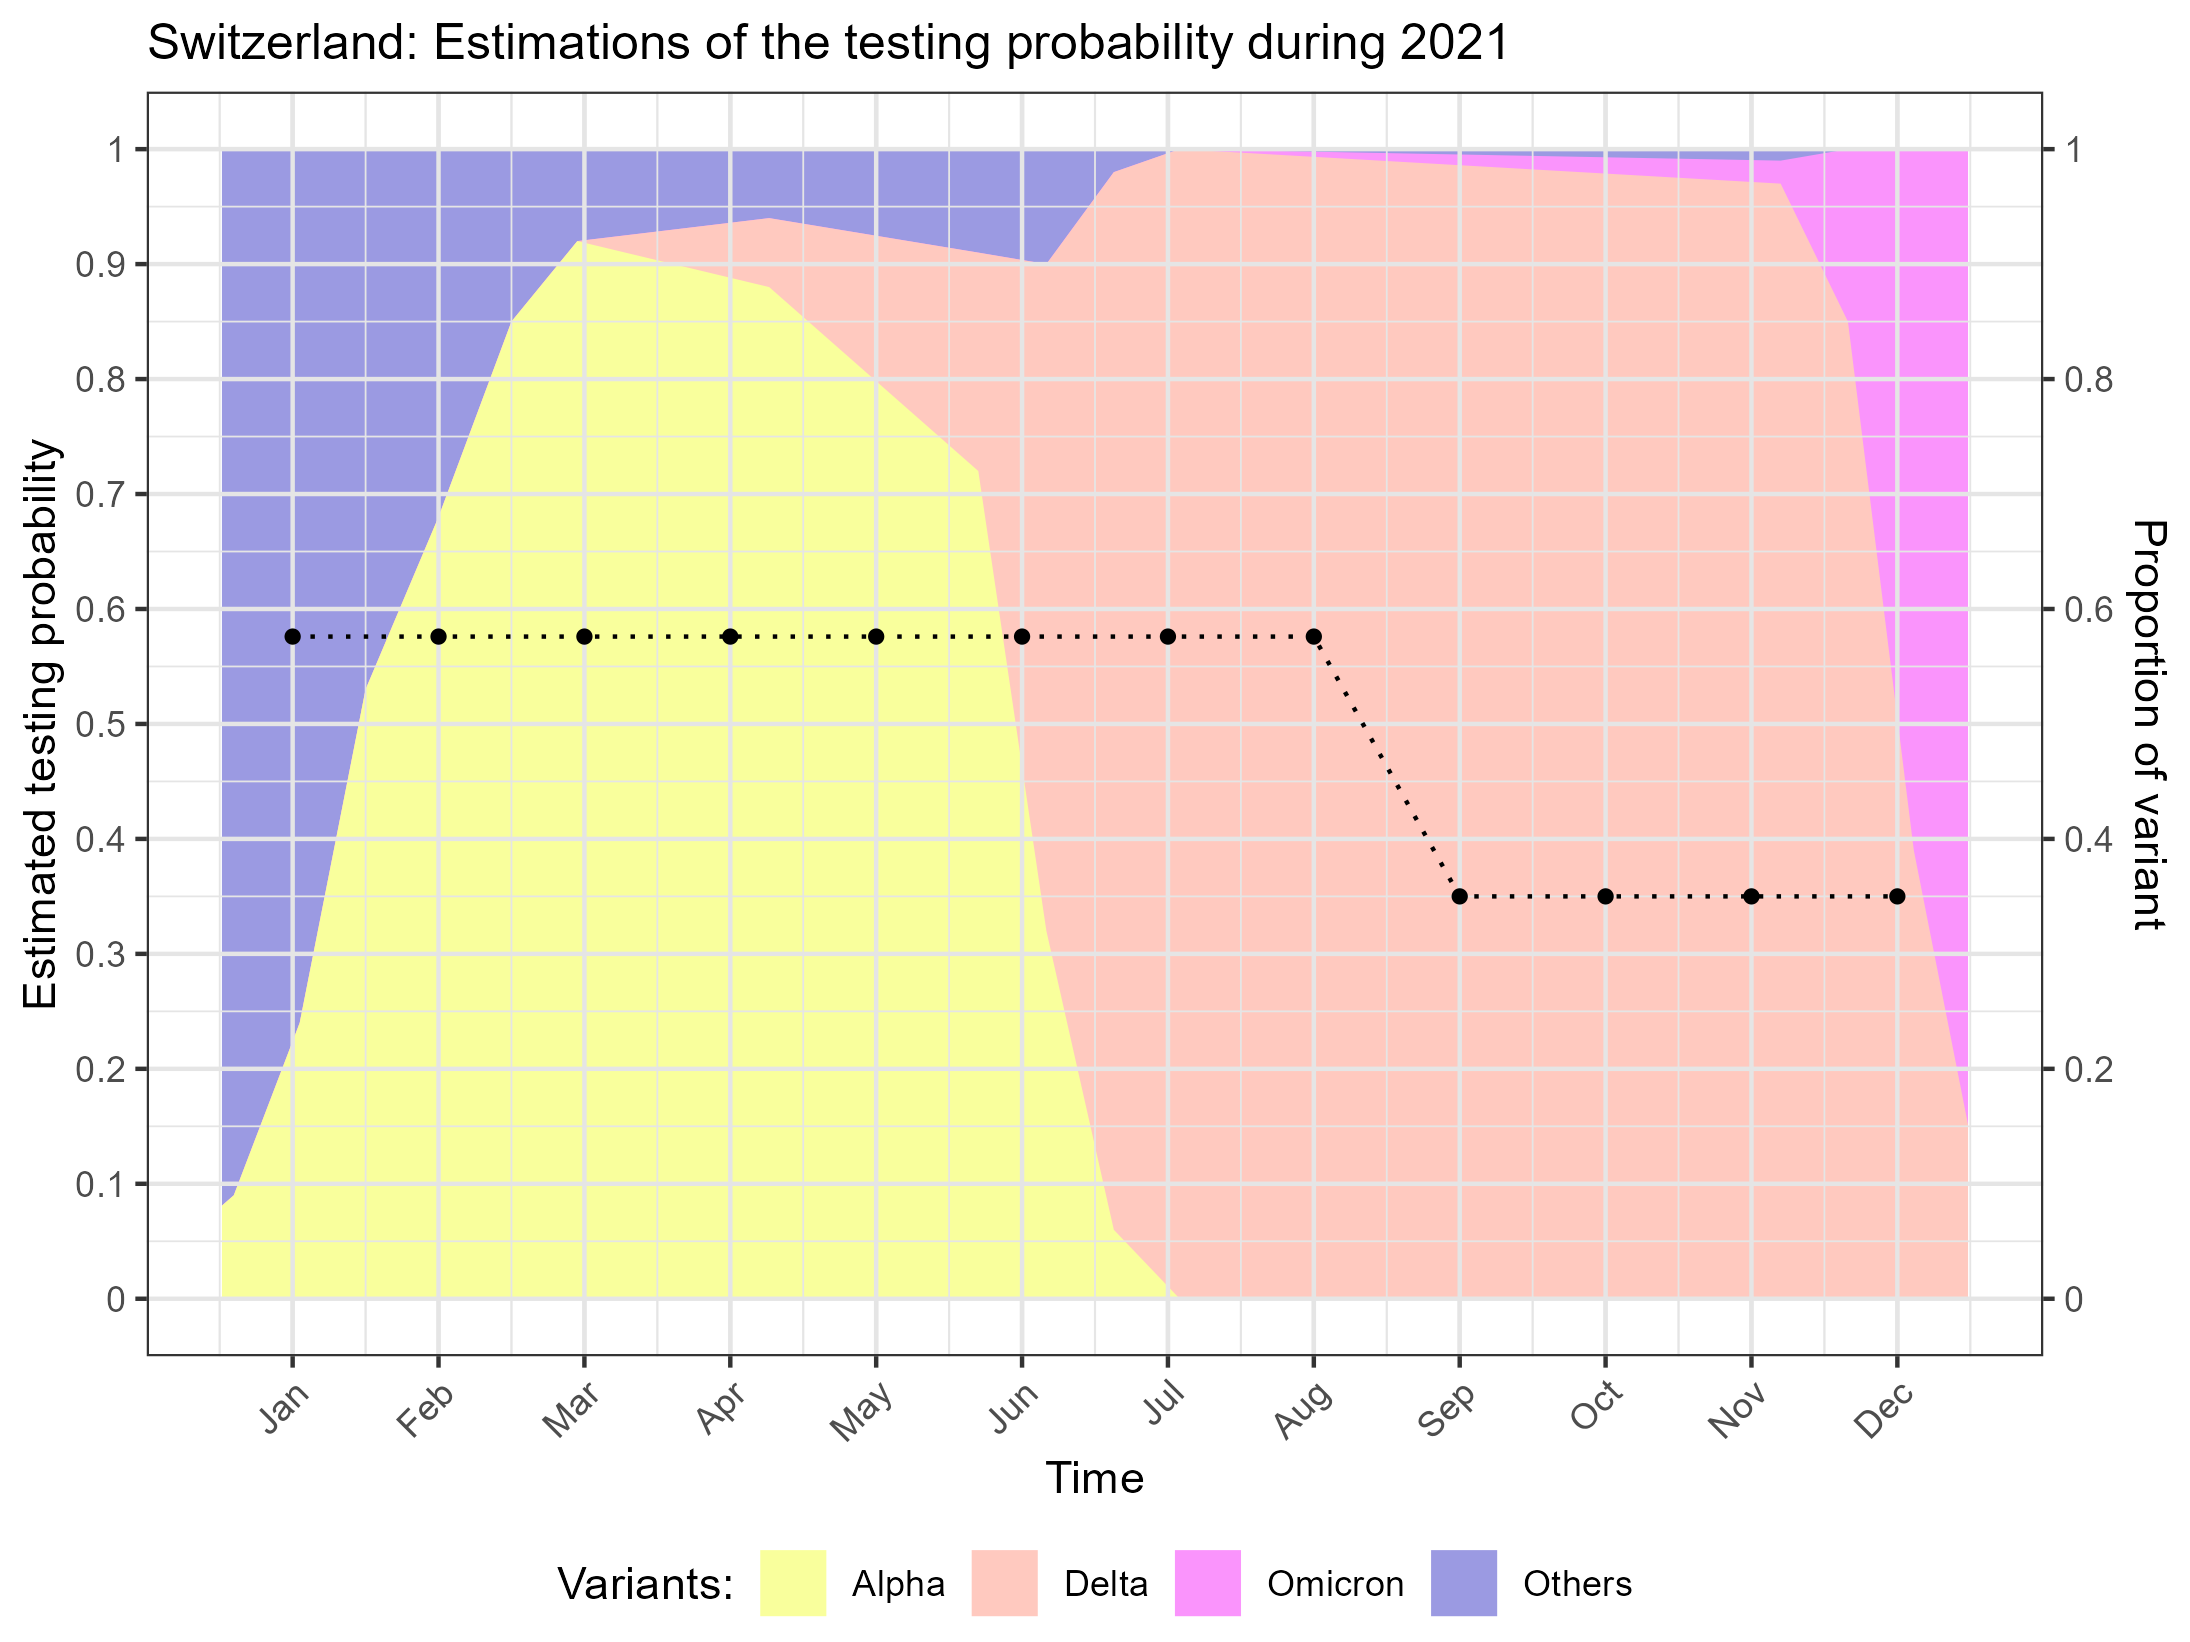 Switzerland: Estimations of the testing probability during 2021
Estimated testing probability
1
0.9
0.8
0.7
0.6
0.5
0.4
0.3
0.2
0.1
0
1
0.8
0.6
0.4
0.2
0
Proportion of variant
Jan Feb Mar Apr May Jun Jul Aug Sep Oct Nov Dec
Time
Variants: Alpha Delta Omicron Others